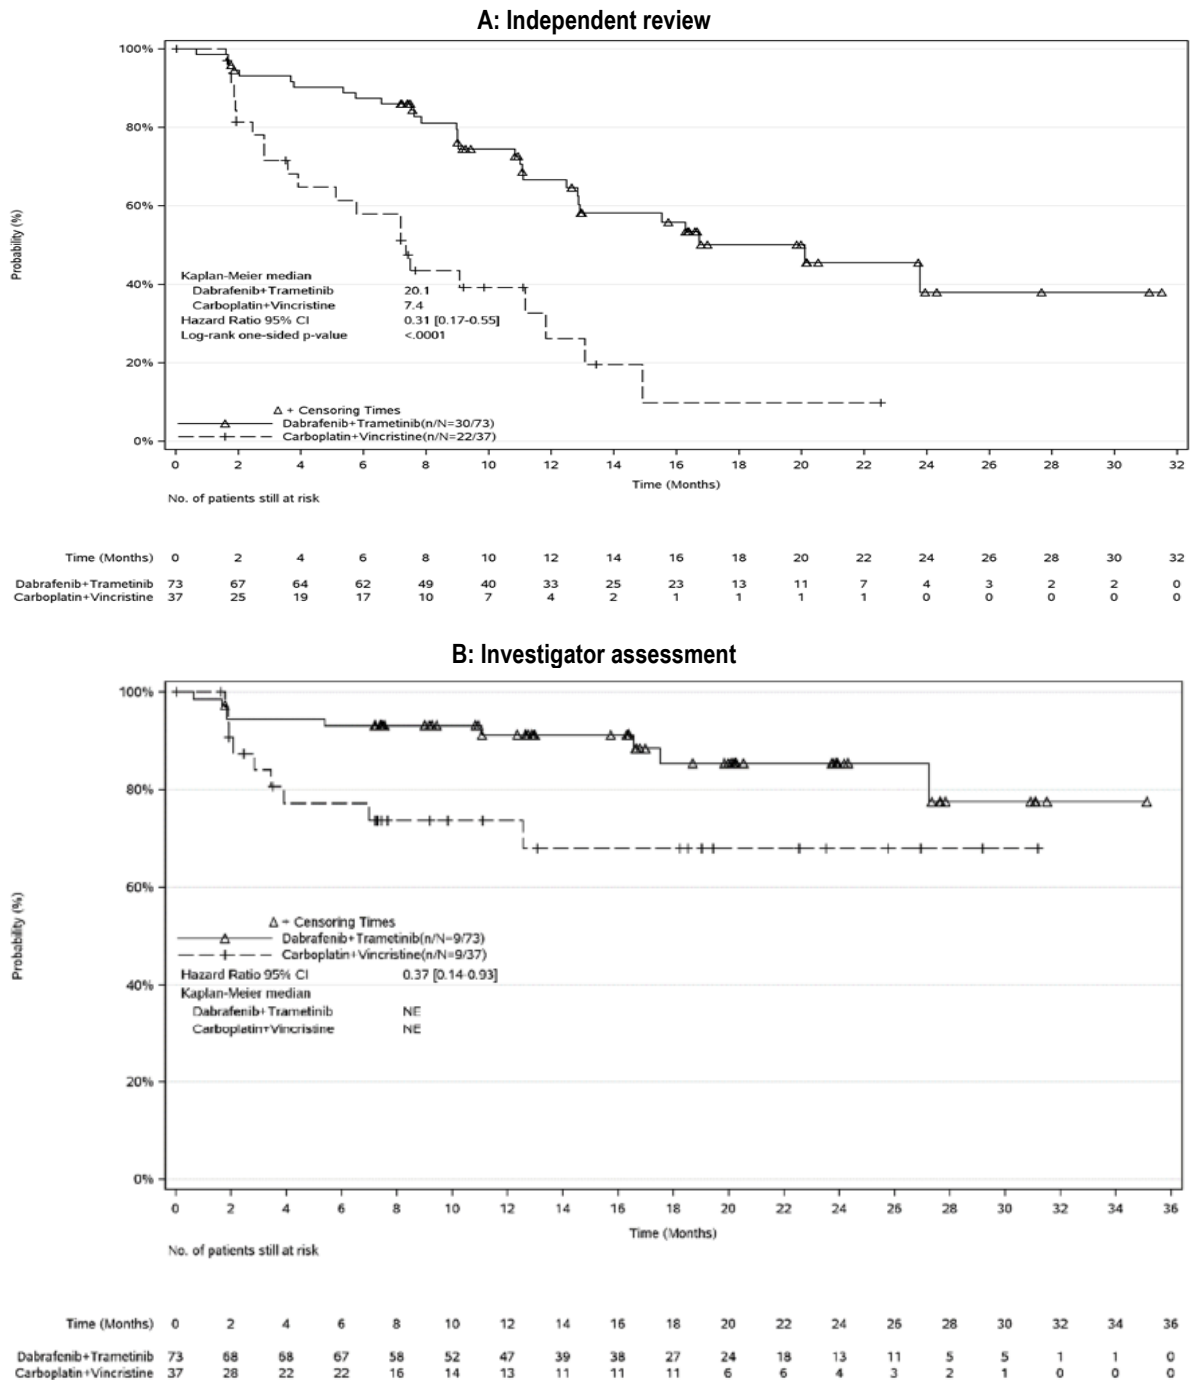 A: Independent review
100%
80%
60%
40%
20%
0%
Probability (%)
Kaplan-Meier median
Dabrafenib+Trametinib 20.1
Carboplatin+Vincristine 7.4
Hazard Ratio 95% CI 0.31 [0.17-0.55]
Log-rank one-sided p-value <.0001
△ + Censoring Times
Dabrafenib+Trametinib(n/N=30/73)
Carboplatin+Vincristine(n/N=22/37)
0 2 4 6 8 10 12 14 16 18 20 22 24 26 28 30 32
Time (Months)
No. of patients still at risk
Time (Months) 0 2 4 6 8 10 12 14 16 18 20 22 24 26 28 30 32
Dabrafenib+Trametinib 73 67 64 62 49 40 33 25 23 13 11 7 4 3 2 2 0
Carboplatin+Vincristine 37 25 19 17 10 7 4 2 1 1 1 1 0 0 0 0 0
B: Investigator assessment
100%
80%
60%
40%
20%
0%
Probability (%)
△ + Censoring Times
Dabrafenib+Trametinib(n/N=9/73)
Carboplatin+Vincristine(n/N=9/37)
Hazard Ratio 95% CI 0.37 [0.14-0.93]
Kaplan-Meier median
Dabrafenib+Trametinib NE
Carboplatin+Vincristine NE
0 2 4 6 8 10 12 14 16 18 20 22 24 26 28 30 32 34 36
Time (Months)
No. of patients still at risk
Time (Months) 0 2 4 6 8 10 12 14 16 18 20 22 24 26 28 30 32 34 36
Dabrafenib+Trametinib 73 68 68 67 58 52 47 39 38 27 24 18 13 11 5 5 1 1 0
Carboplatin+Vincristine 37 28 22 22 16 14 13 11 11 11 6 6 4 3 2 1 0 0 0